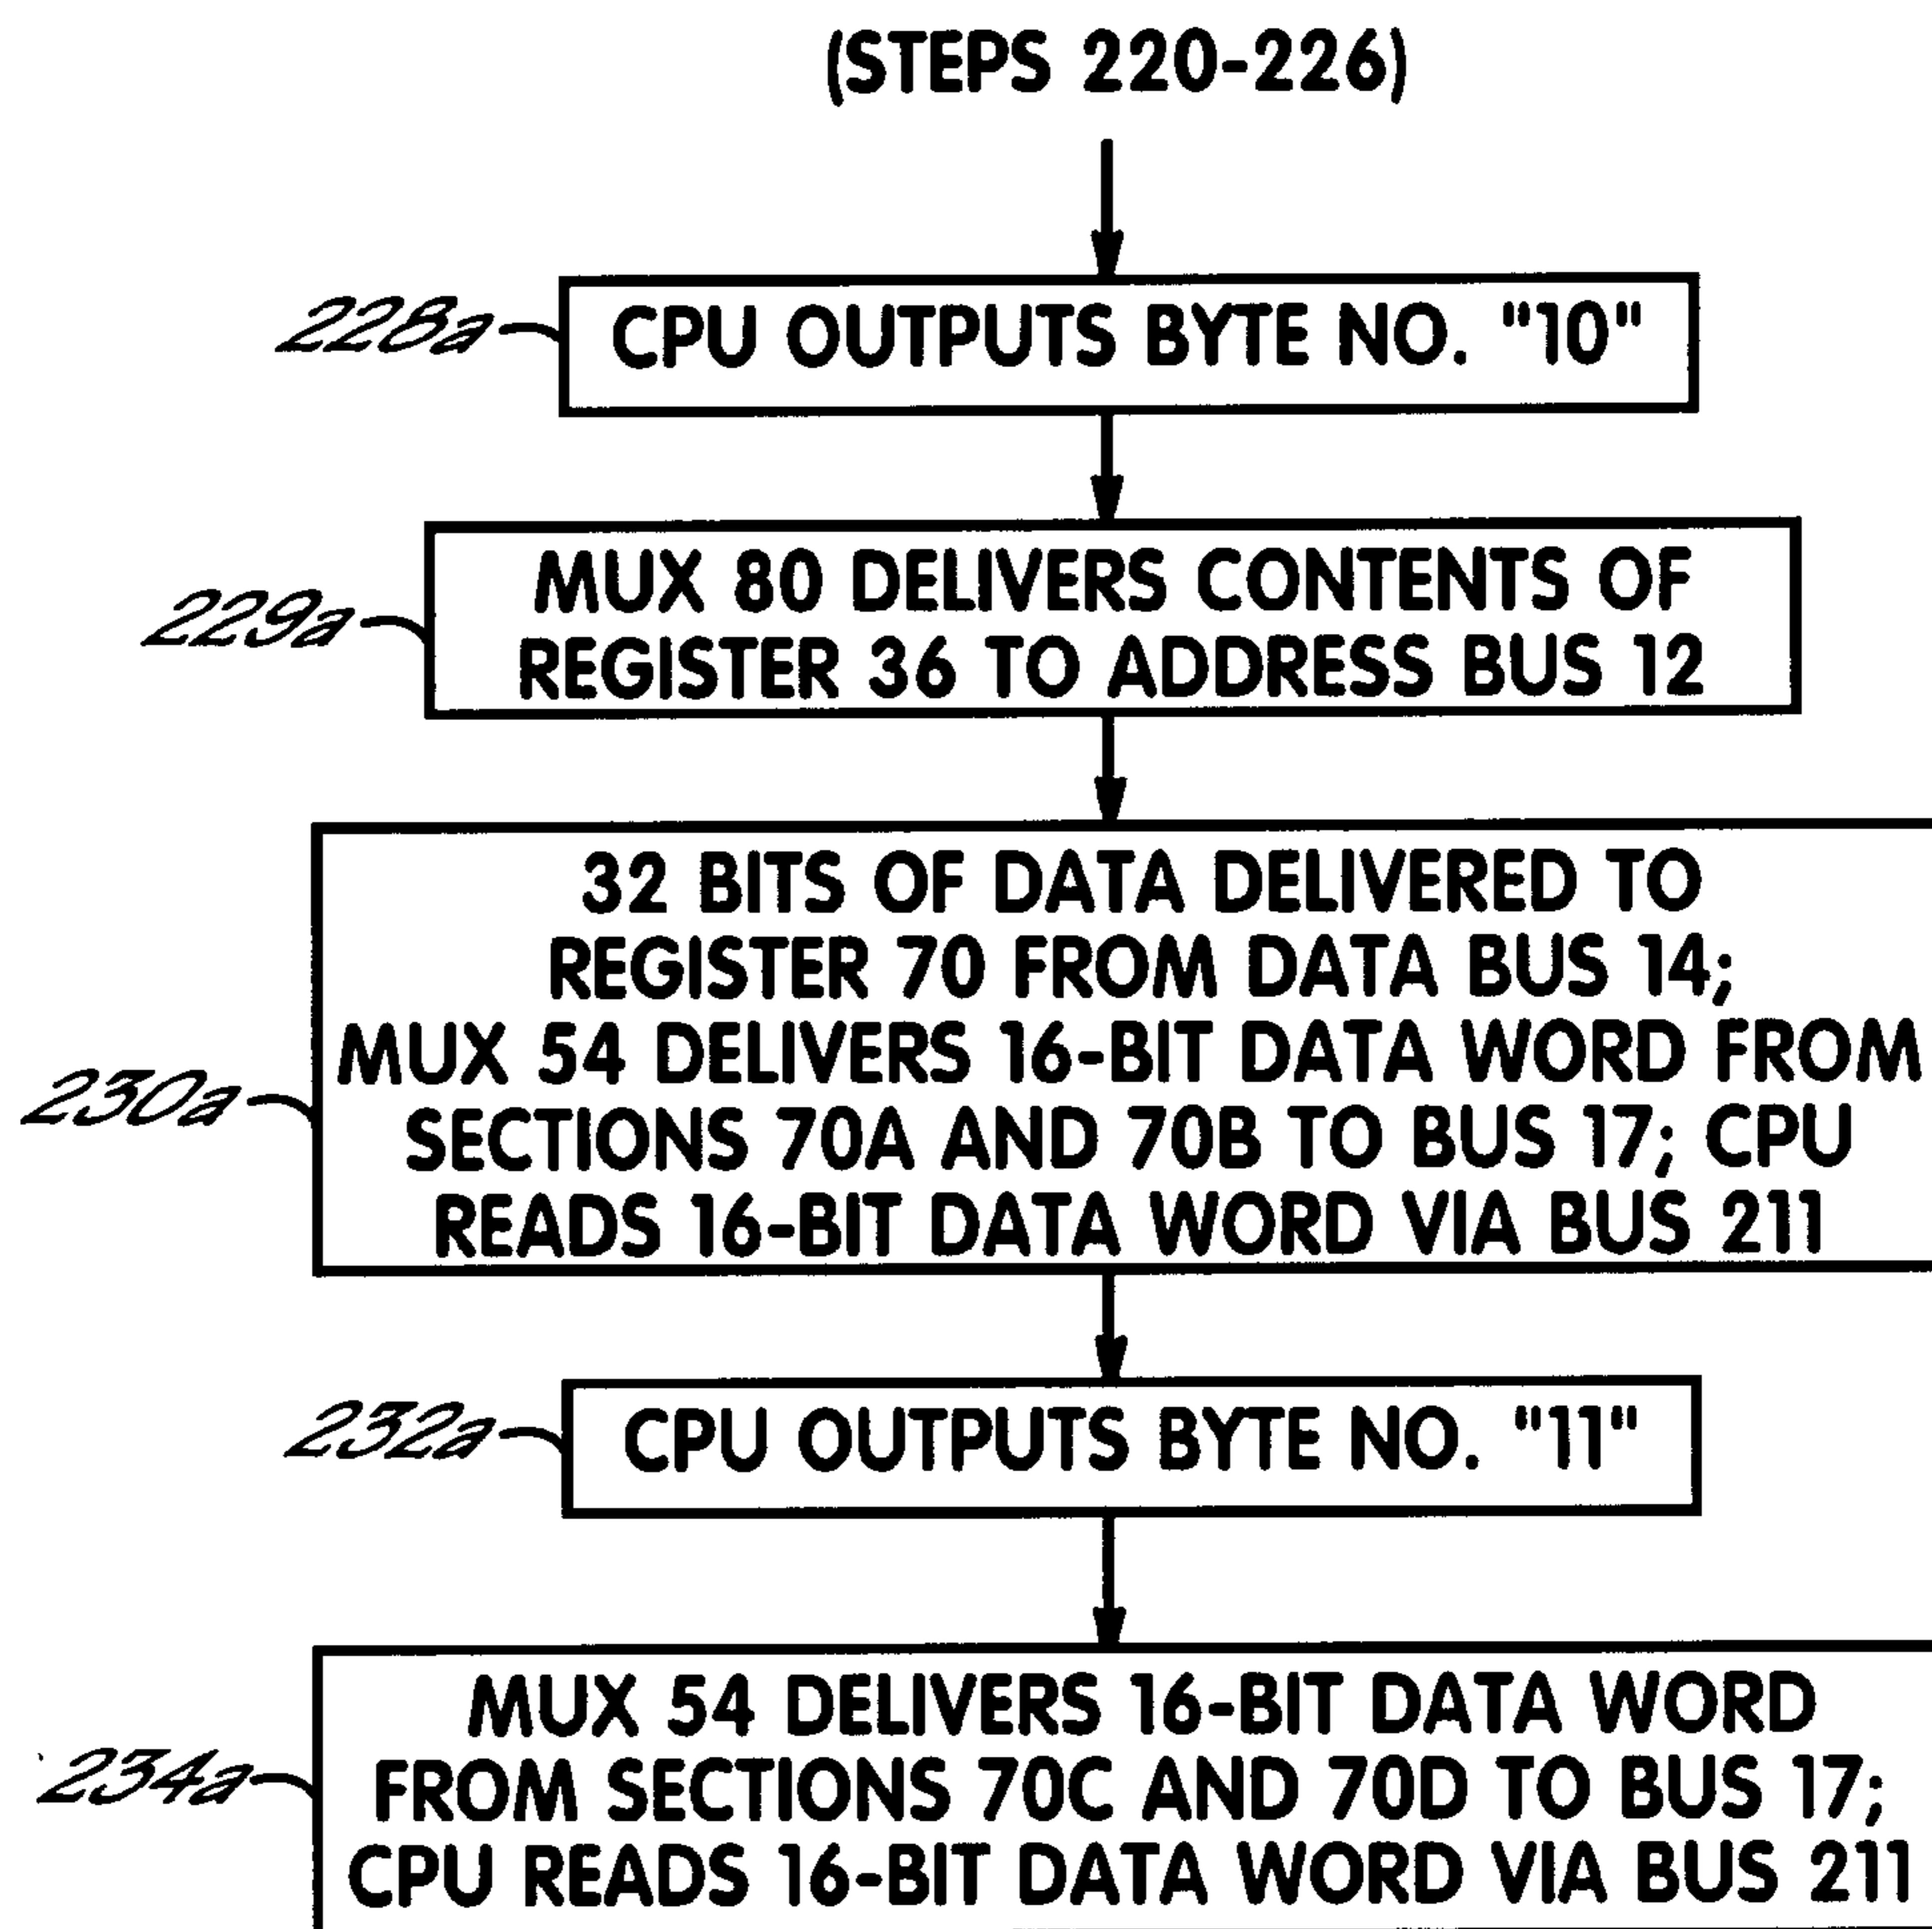 (STEPS 220-226)
228a
CPU OUTPUTS BYTE NO. "10"
229a
MUX 80 DELIVERS CONTENTS OF
REGISTER 36 TO ADDRESS BUS 12
230a
32 BITS OF DATA DELIVERED TO
REGISTER 70 FROM DATA BUS 14;
MUX 54 DELIVERS 16-BIT DATA WORD FROM
SECTIONS 70A AND 70B TO BUS 17; CPU
READS 16-BIT DATA WORD VIA BUS 211
232a
CPU OUTPUTS BYTE NO. "11"
234a
MUX 54 DELIVERS 16-BIT DATA WORD
FROM SECTIONS 70C AND 70D TO BUS 17;
CPU READS 16-BIT DATA WORD VIA BUS 211